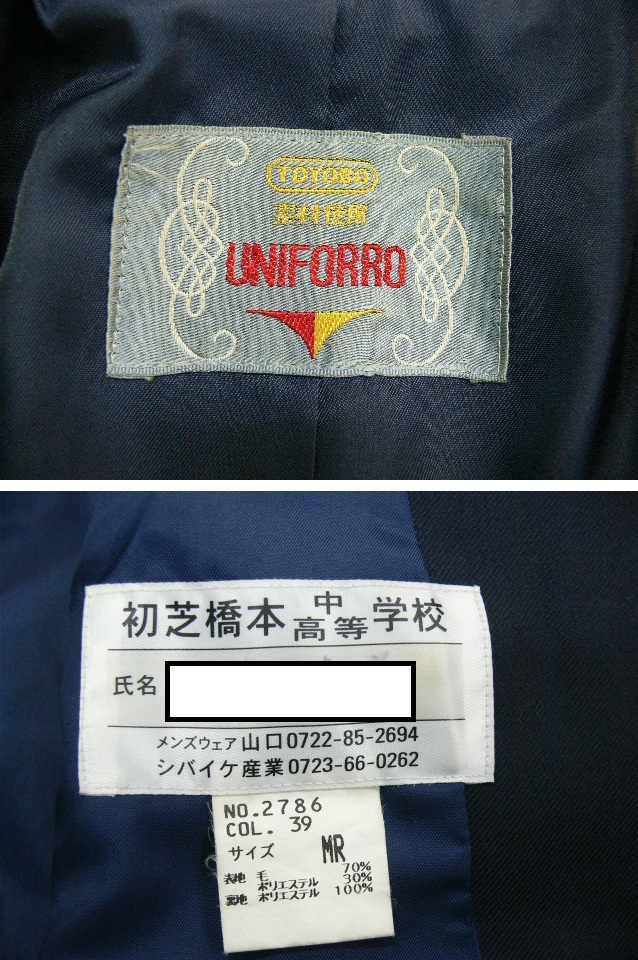 TOYOBO
素材使用
UNIFORRO
初芝橋本中学校
高等
氏名
メンズウェア 山口0722-85-2694
シバイケ産業0723-66-0262
NO.2786
COL. 39
サイズ MR
表地 毛 70%
ポリエステル 30%
裏地 ポリエステル 100%